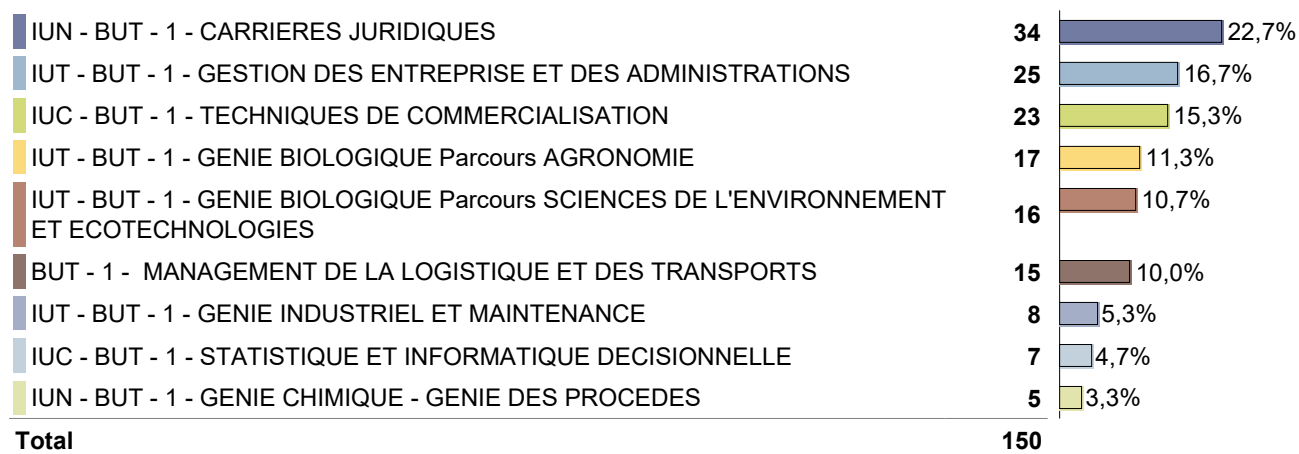 IUN - BUT - 1 - CARRIERES JURIDIQUES 34 22,7%
IUT - BUT - 1 - GESTION DES ENTREPRISE ET DES ADMINISTRATIONS 25 16,7%
IUC - BUT - 1 - TECHNIQUES DE COMMERCIALISATION 23 15,3%
IUT - BUT - 1 - GENIE BIOLOGIQUE Parcours AGRONOMIE 17 11,3%
IUT - BUT - 1 - GENIE BIOLOGIQUE Parcours SCIENCES DE L'ENVIRONNEMENT
ET ECOTECHNOLOGIES 16 10,7%
BUT - 1 - MANAGEMENT DE LA LOGISTIQUE ET DES TRANSPORTS 15 10,0%
IUT - BUT - 1 - GENIE INDUSTRIEL ET MAINTENANCE 8 5,3%
IUC - BUT - 1 - STATISTIQUE ET INFORMATIQUE DECISIONNELLE 7 4,7%
IUN - BUT - 1 - GENIE CHIMIQUE - GENIE DES PROCEDES 5 3,3%
Total 150